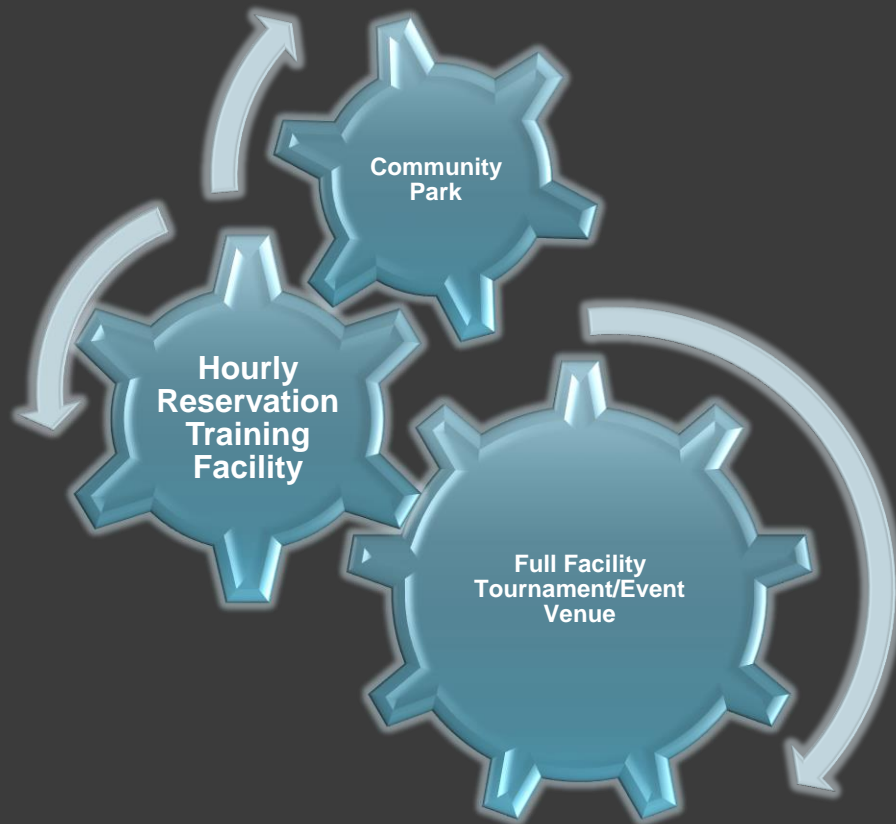 Community
Park
Hourly
Reservation
Training
Facility
Full Facility
Tournament/Event
Venue